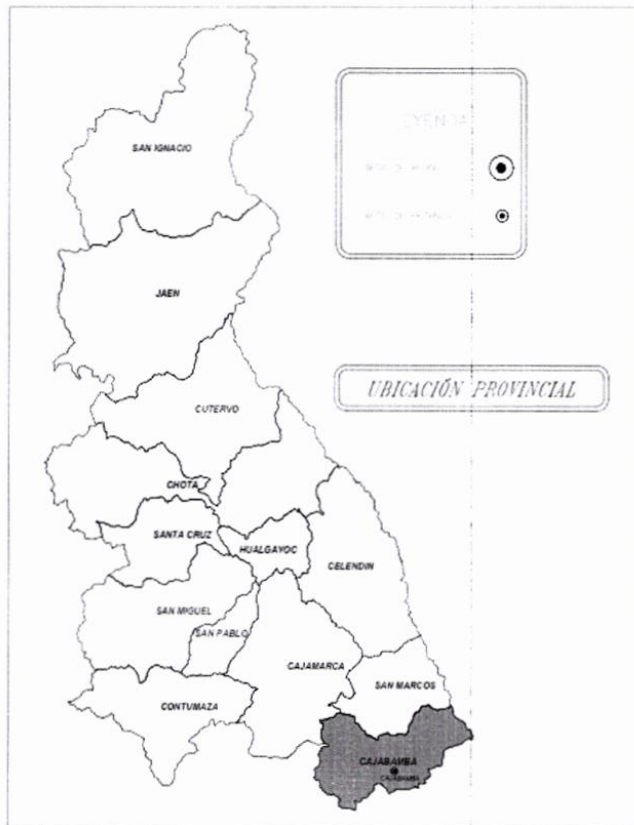 SAN IGNACIO
JAEN
UBICACIÓN PROVINCIAL
CUTERVO
CHOTA
SANTA CRUZ
HUALGAYOC
CELENDIN
SAN MIGUEL
SAN PABLO
CAJAMARCA
SAN MARCOS
CONTUMAZA
CAJABAMBA
CAJABAMBA